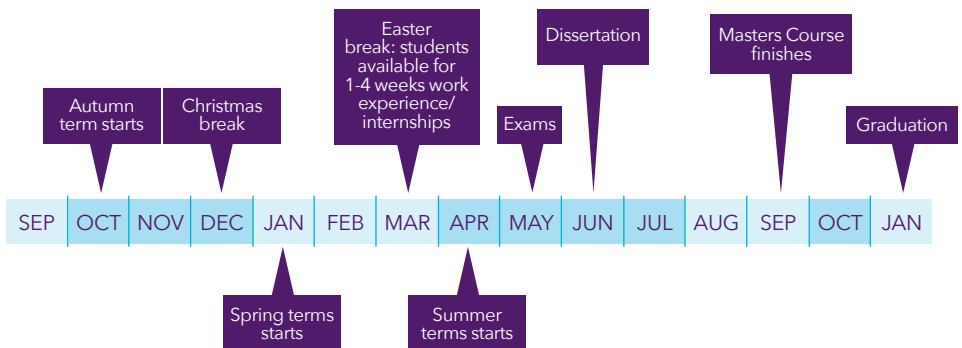 Easter
break: students
available for
1-4 weeks work
experience/
internships
Dissertation
Masters Course
finishes
Autumn
term starts
Christmas
break
Exams
Graduation
SEP OCT NOV DEC JAN FEB MAR APR MAY JUN JUL AUG SEP OCT JAN
Spring terms
starts
Summer
terms starts